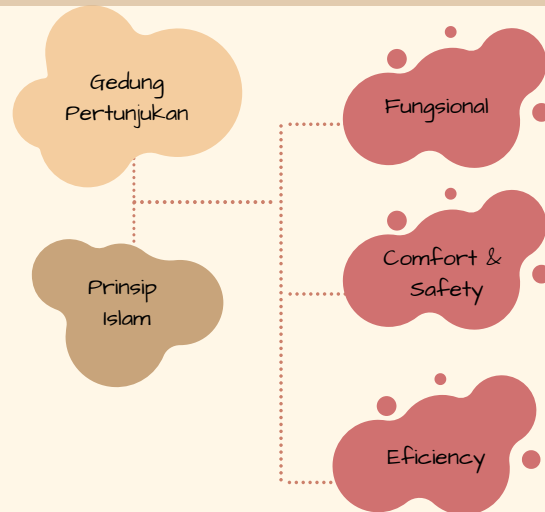 Gedung
Pertunjukan
Prinsip
Islam
Fungsional
Comfort &
Safety
Eficiency